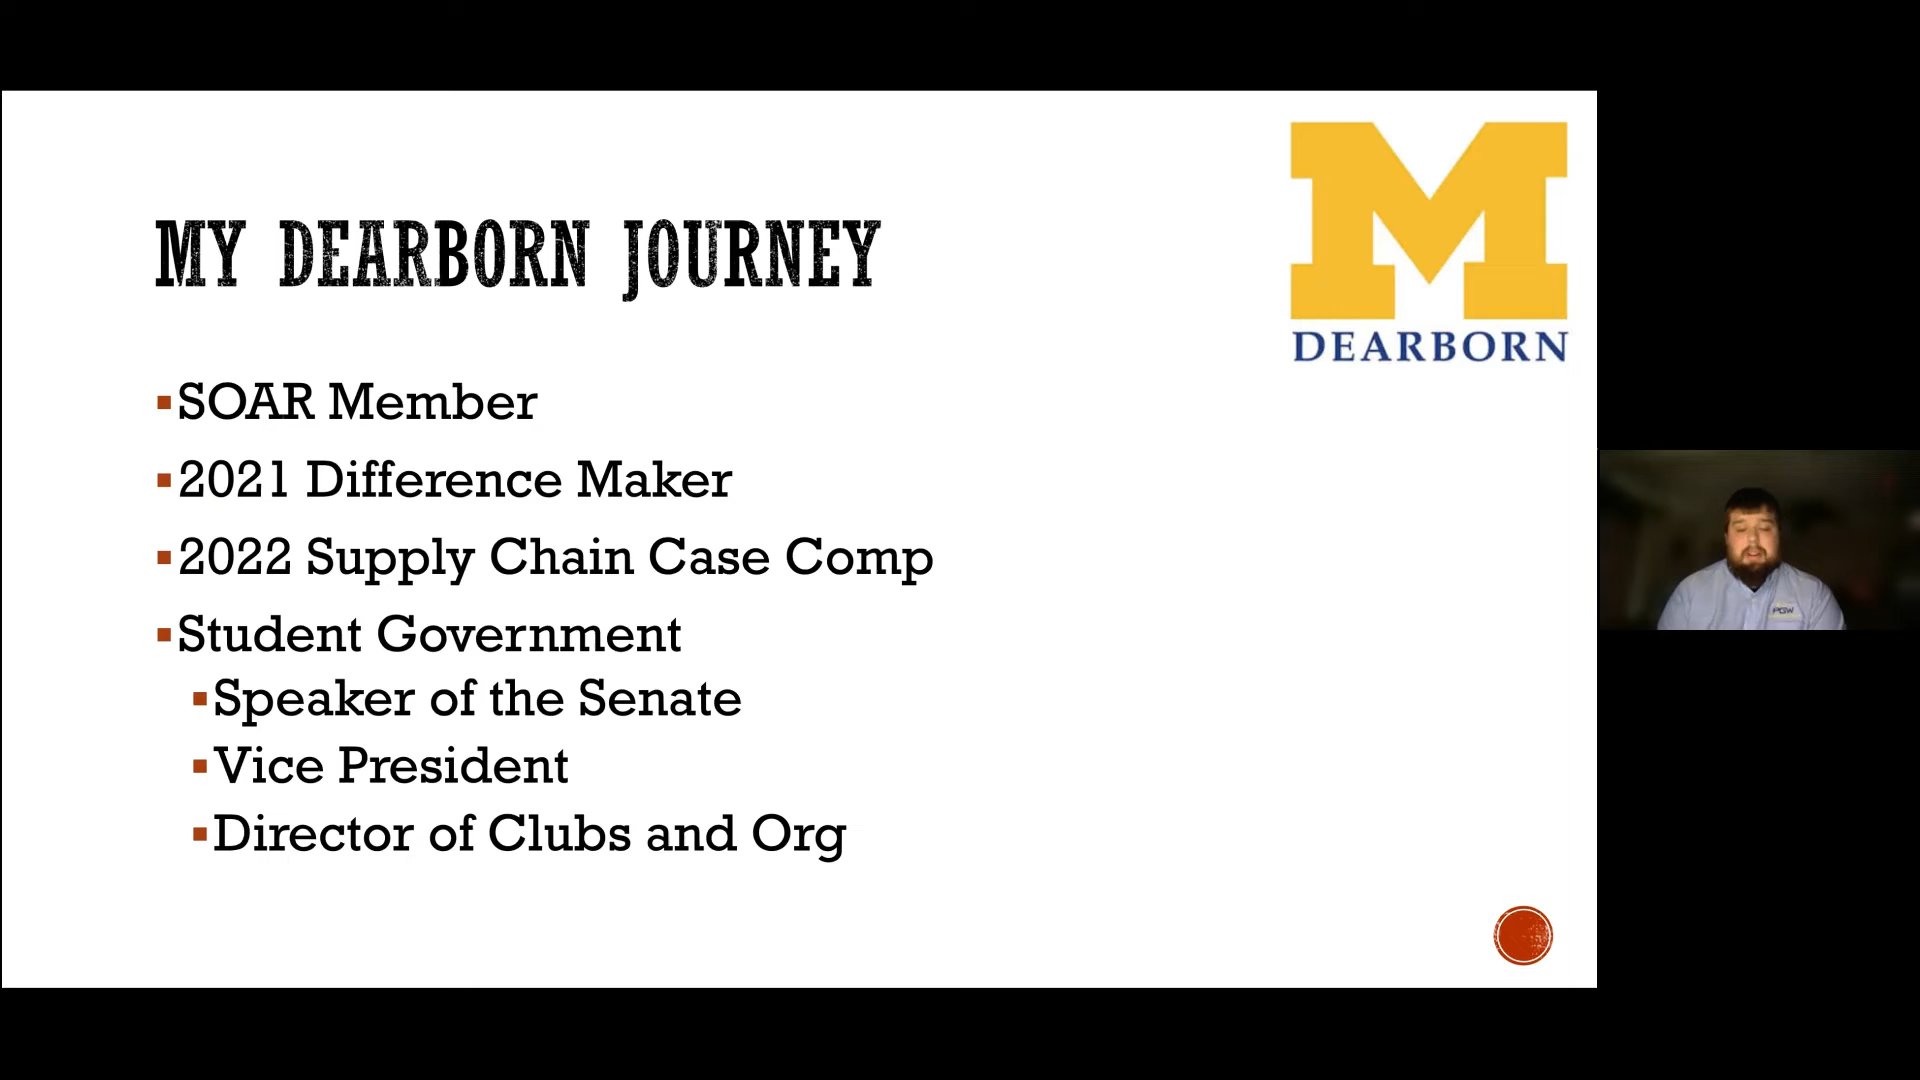 MY DEARBORN JOURNEY
M
DEARBORN
SOAR Member
2021 Difference Maker
2022 Supply Chain Case Comp
Student Government
Speaker of the Senate
Vice President
Director of Clubs and Org
PGW